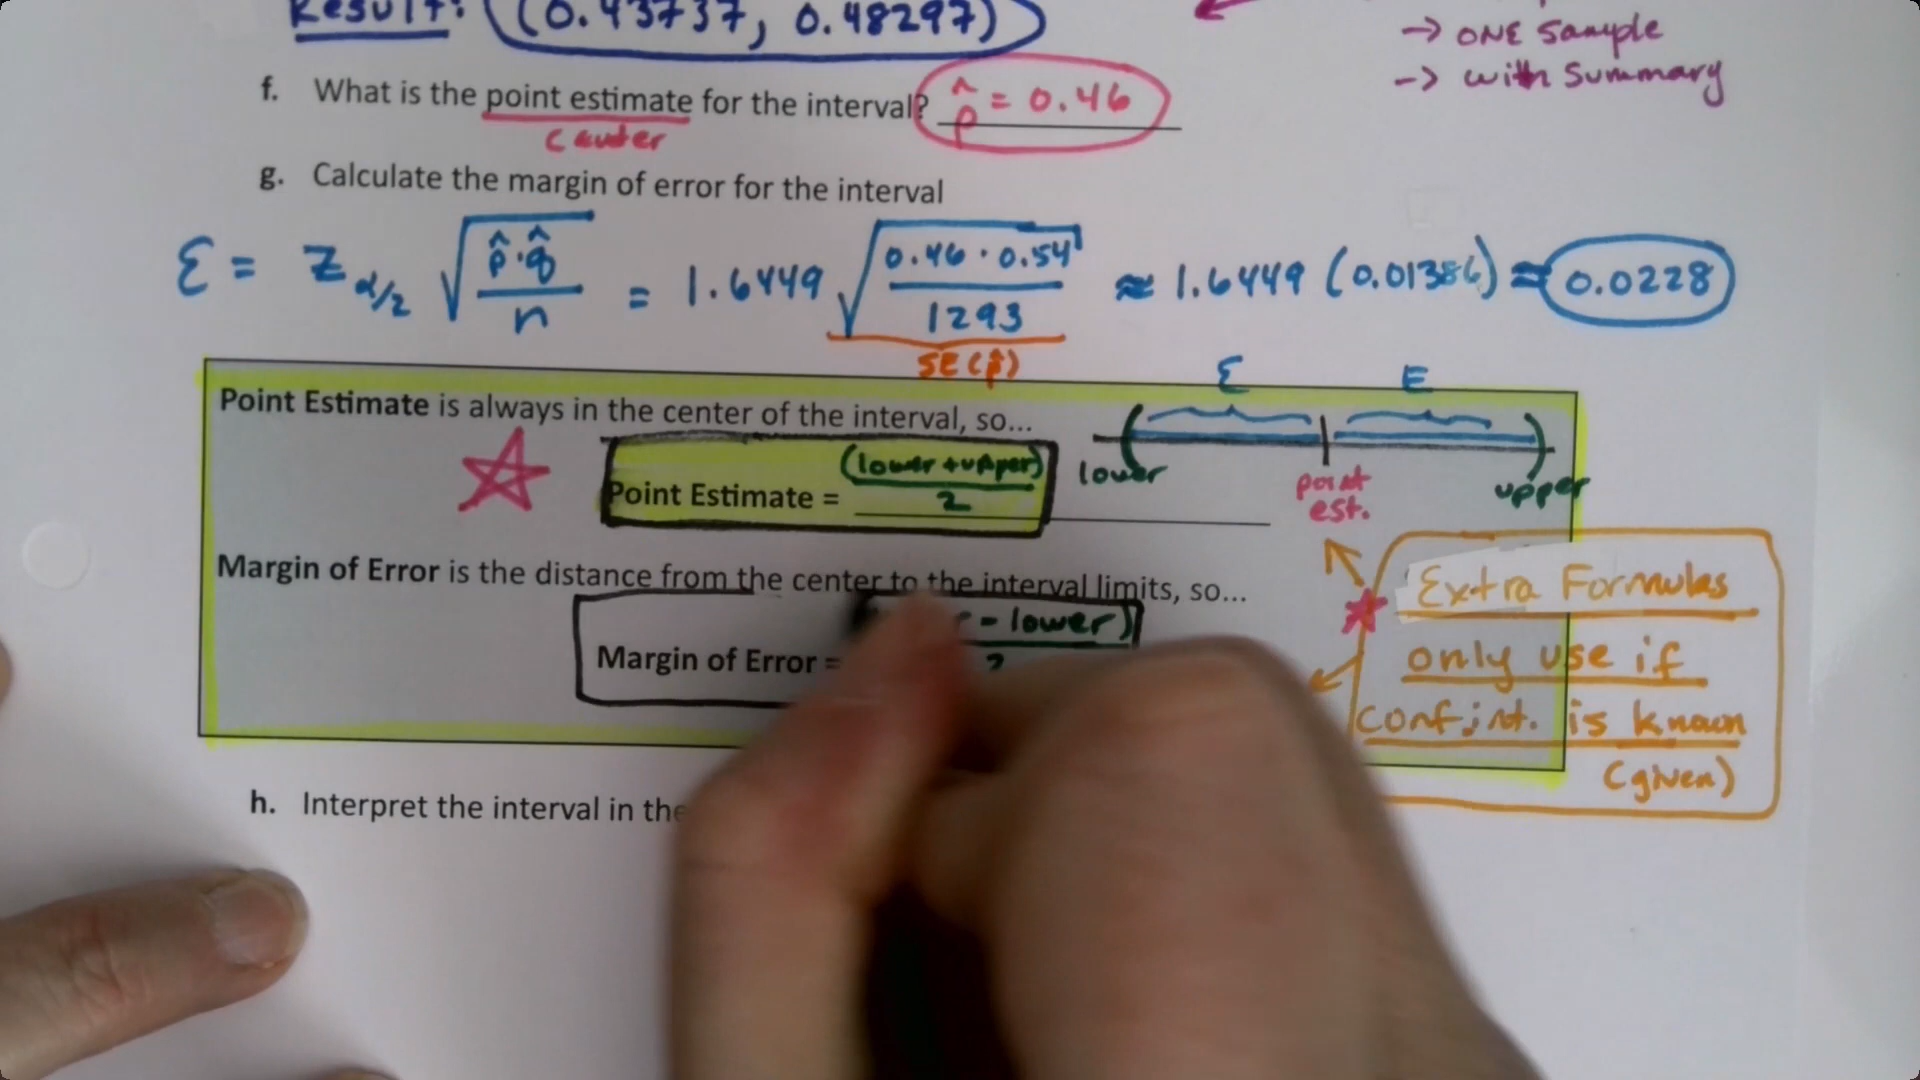 Result: (0.43737, 0.48297)
→ ONE sample
→ with summary
f. What is the point estimate for the interval? p̂ = 0.46
center
g. Calculate the margin of error for the interval
E = Z α/2 √(p̂·q̂ / n) = 1.6449 √(0.46 · 0.54 / 1293) ≈ 1.6449 (0.01386) ≈ 0.0228
SE(p̂)
E E
Point Estimate is always in the center of the interval, so...
Point Estimate = (lower + upper) / 2
lower point est. upper
Margin of Error is the distance from the center to the interval limits, so...
Margin of Error = - lower) / 2
Extra Formulas
only use if
conf. int. is known
(given)
h. Interpret the interval in the